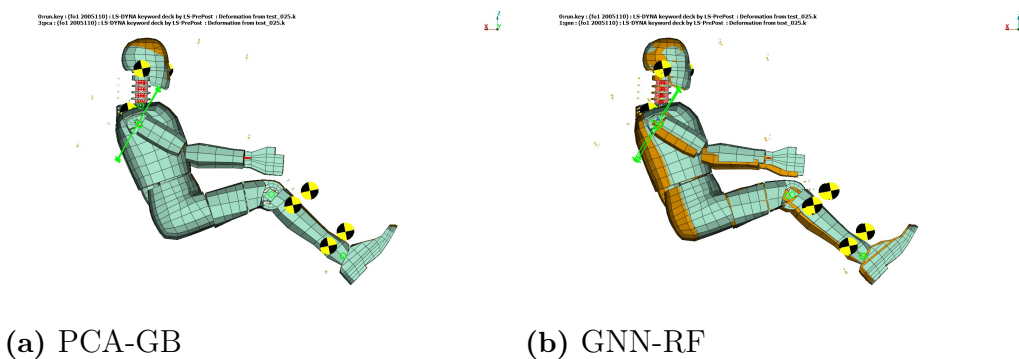 0run.key : (fo1 2005110) : LS-DYNA keyword deck by LS-PrePost : Deformation from test_025.k
3pca : (fo1 2005110) : LS-DYNA keyword deck by LS-PrePost : Deformation from test_025.k
Z
X Y
0run.key : (fo1 2005110) : LS-DYNA keyword deck by LS-PrePost : Deformation from test_025.k
1gnn : (fo1 2005110) : LS-DYNA keyword deck by LS-PrePost : Deformation from test_025.k
Z
X
(a) PCA-GB
(b) GNN-RF